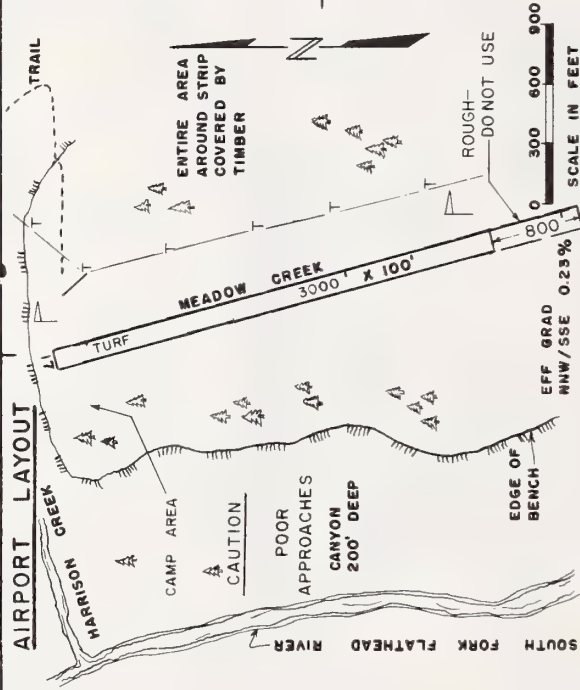 AIRPORT LAYOUT
TRAIL
HARRISON CREEK
N
ENTIRE AREA
AROUND STRIP
COVERED BY
TIMBER
17
TURF
MEADOW CREEK
3000' X 100'
CAMP AREA
CAUTION
POOR
APPROACHES
CANYON
200' DEEP
ROUGH-
DO NOT USE
800'
EDGE OF
BENCH
EFF GRAD
NNW/SSE 0.23%
0 300 600 900
SCALE IN FEET
SOUTH FORK FLATHEAD RIVER
T
T
T
T
T